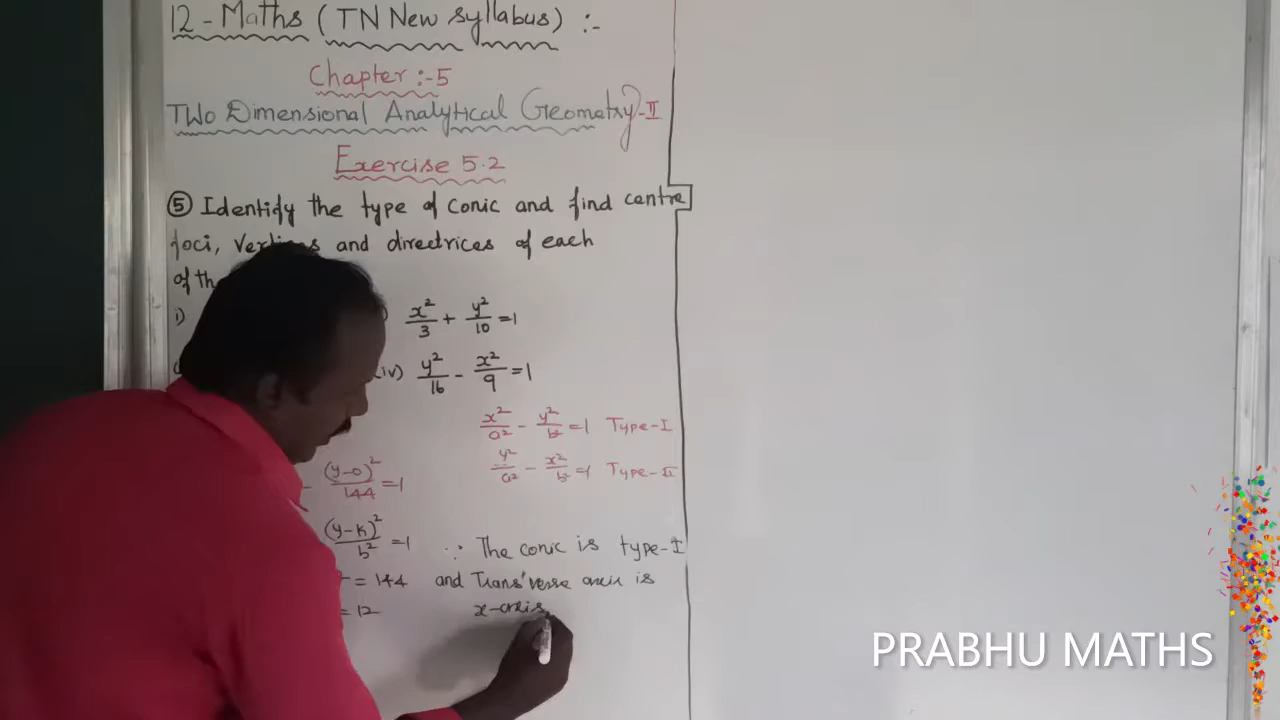 12 - Maths ( TN New syllabus) :-
Chapter :-5
Two Dimensional Analytical Geometry-II
Exercise 5.2
⑤ Identify the type of conic and find centre
foci, and directrices of each
of
i) x²/3 + y²/10 = 1
iv) y²/16 - x²/9 = 1
x²/a² - y²/b² = 1 Type-I
y²/a² - x²/b² = 1 Type-II
- (y-0)²/144 = 1
(y-k)²/b² = 1
∵ The conic is type-I
= 144 and Transverse axis is
= 12 x-axis
PRABHU MATHS